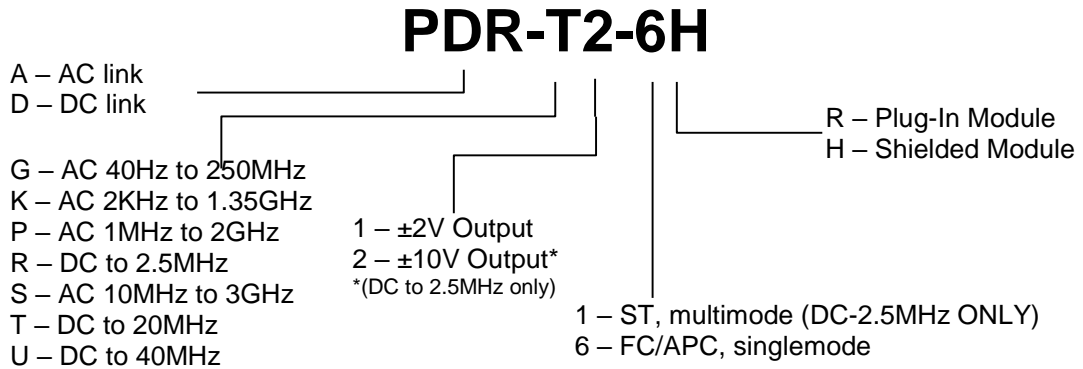 PDR-T2-6H
A – AC link
D – DC link
R – Plug-In Module
H – Shielded Module
G – AC 40Hz to 250MHz
K – AC 2KHz to 1.35GHz
P – AC 1MHz to 2GHz
R – DC to 2.5MHz
S – AC 10MHz to 3GHz
T – DC to 20MHz
U – DC to 40MHz
1 – ±2V Output
2 – ±10V Output*
*(DC to 2.5MHz only)
1 – ST, multimode (DC-2.5MHz ONLY)
6 – FC/APC, singlemode